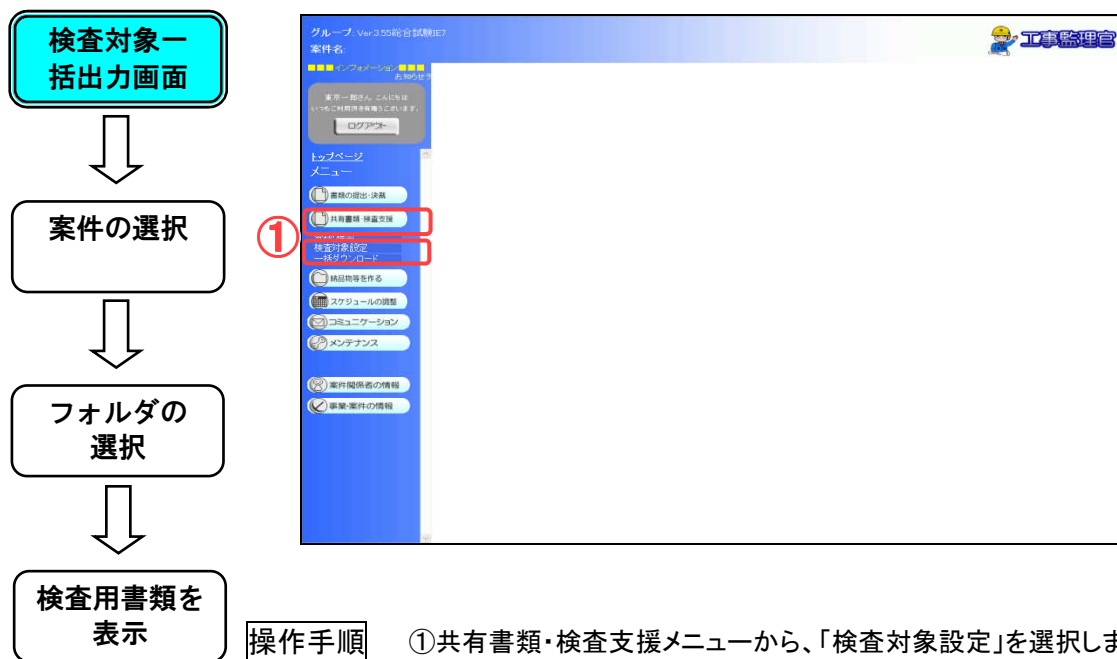 検査対象一
括出力画面
案件の選択
フォルダの
選択
検査用書類を
表示
グループ: Ver3.55総合試験IE7
案件名:
インフォメーション
お知らせテ
東京一郎さん こんにちは
いつもご利用頂き有難うございます。
ログアウト
トップページ
メニュー
書類の提出・決裁
共有書類・検査支援
検査対象設定
一括ダウンロード
納品物等を作る
スケジュールの調整
コミュニケーション
メンテナンス
案件関係者の情報
事業・案件の情報
工事監理官
①
操作手順 ①共有書類・検査支援メニューから、「検査対象設定」を選択しま